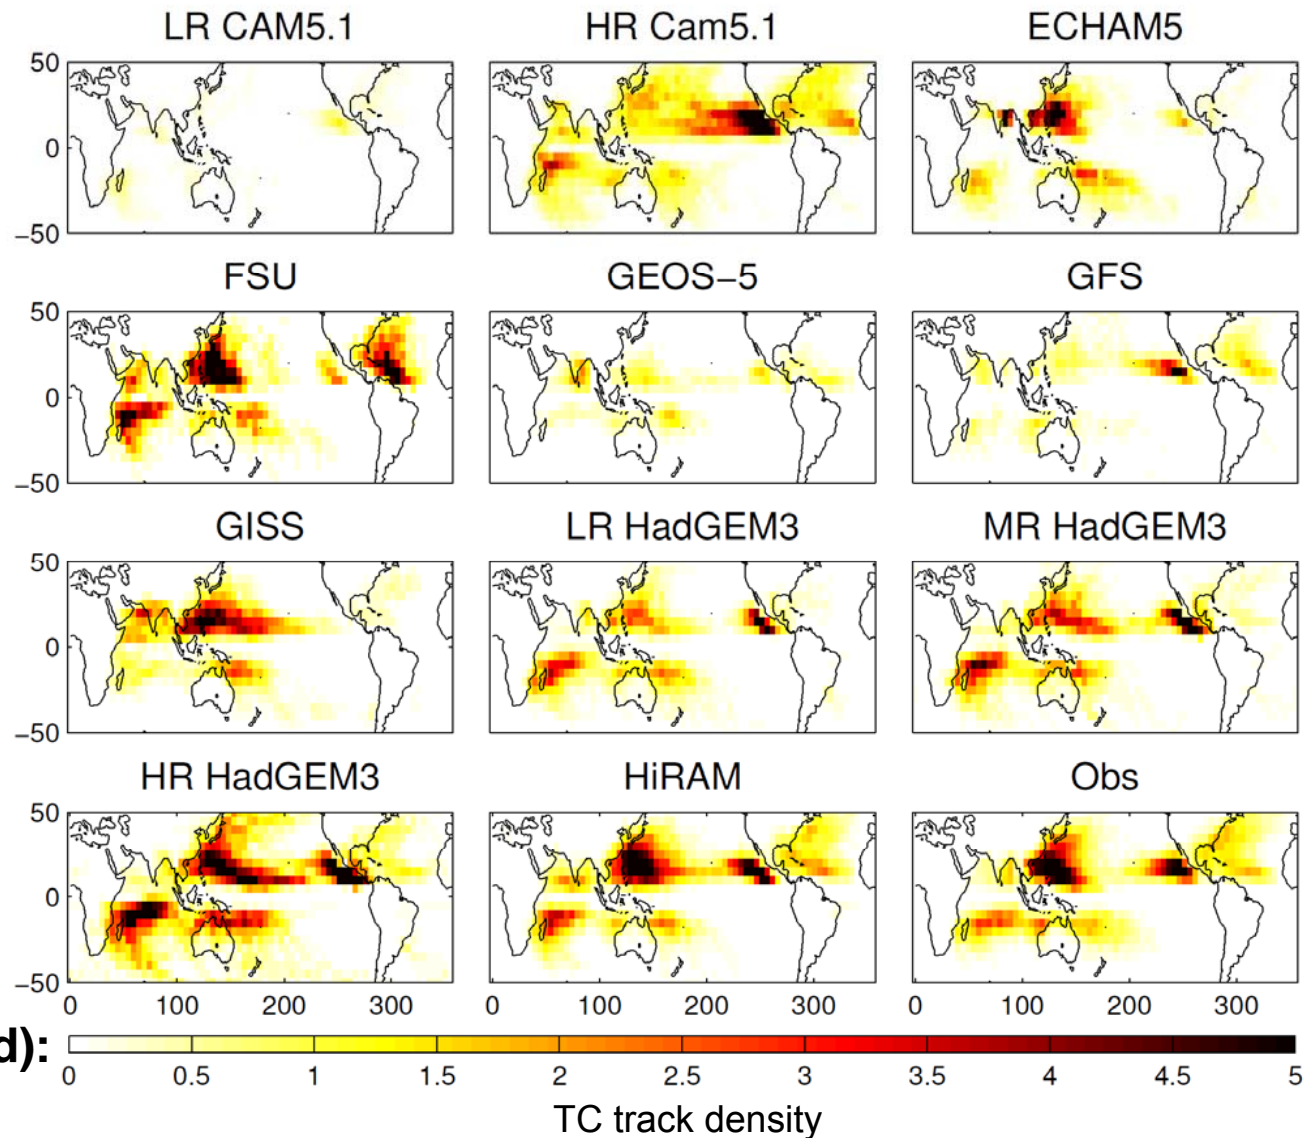 LR CAM5.1 HR Cam5.1 ECHAM5
50
0
−50
FSU GEOS−5 GFS
50
0
−50
GISS LR HadGEM3 MR HadGEM3
50
0
−50
HR HadGEM3 HiRAM Obs
50
0
−50
0 100 200 300 0 100 200 300 0 100 200 300
d):
0 0.5 1 1.5 2 2.5 3 3.5 4 4.5 5
TC track density